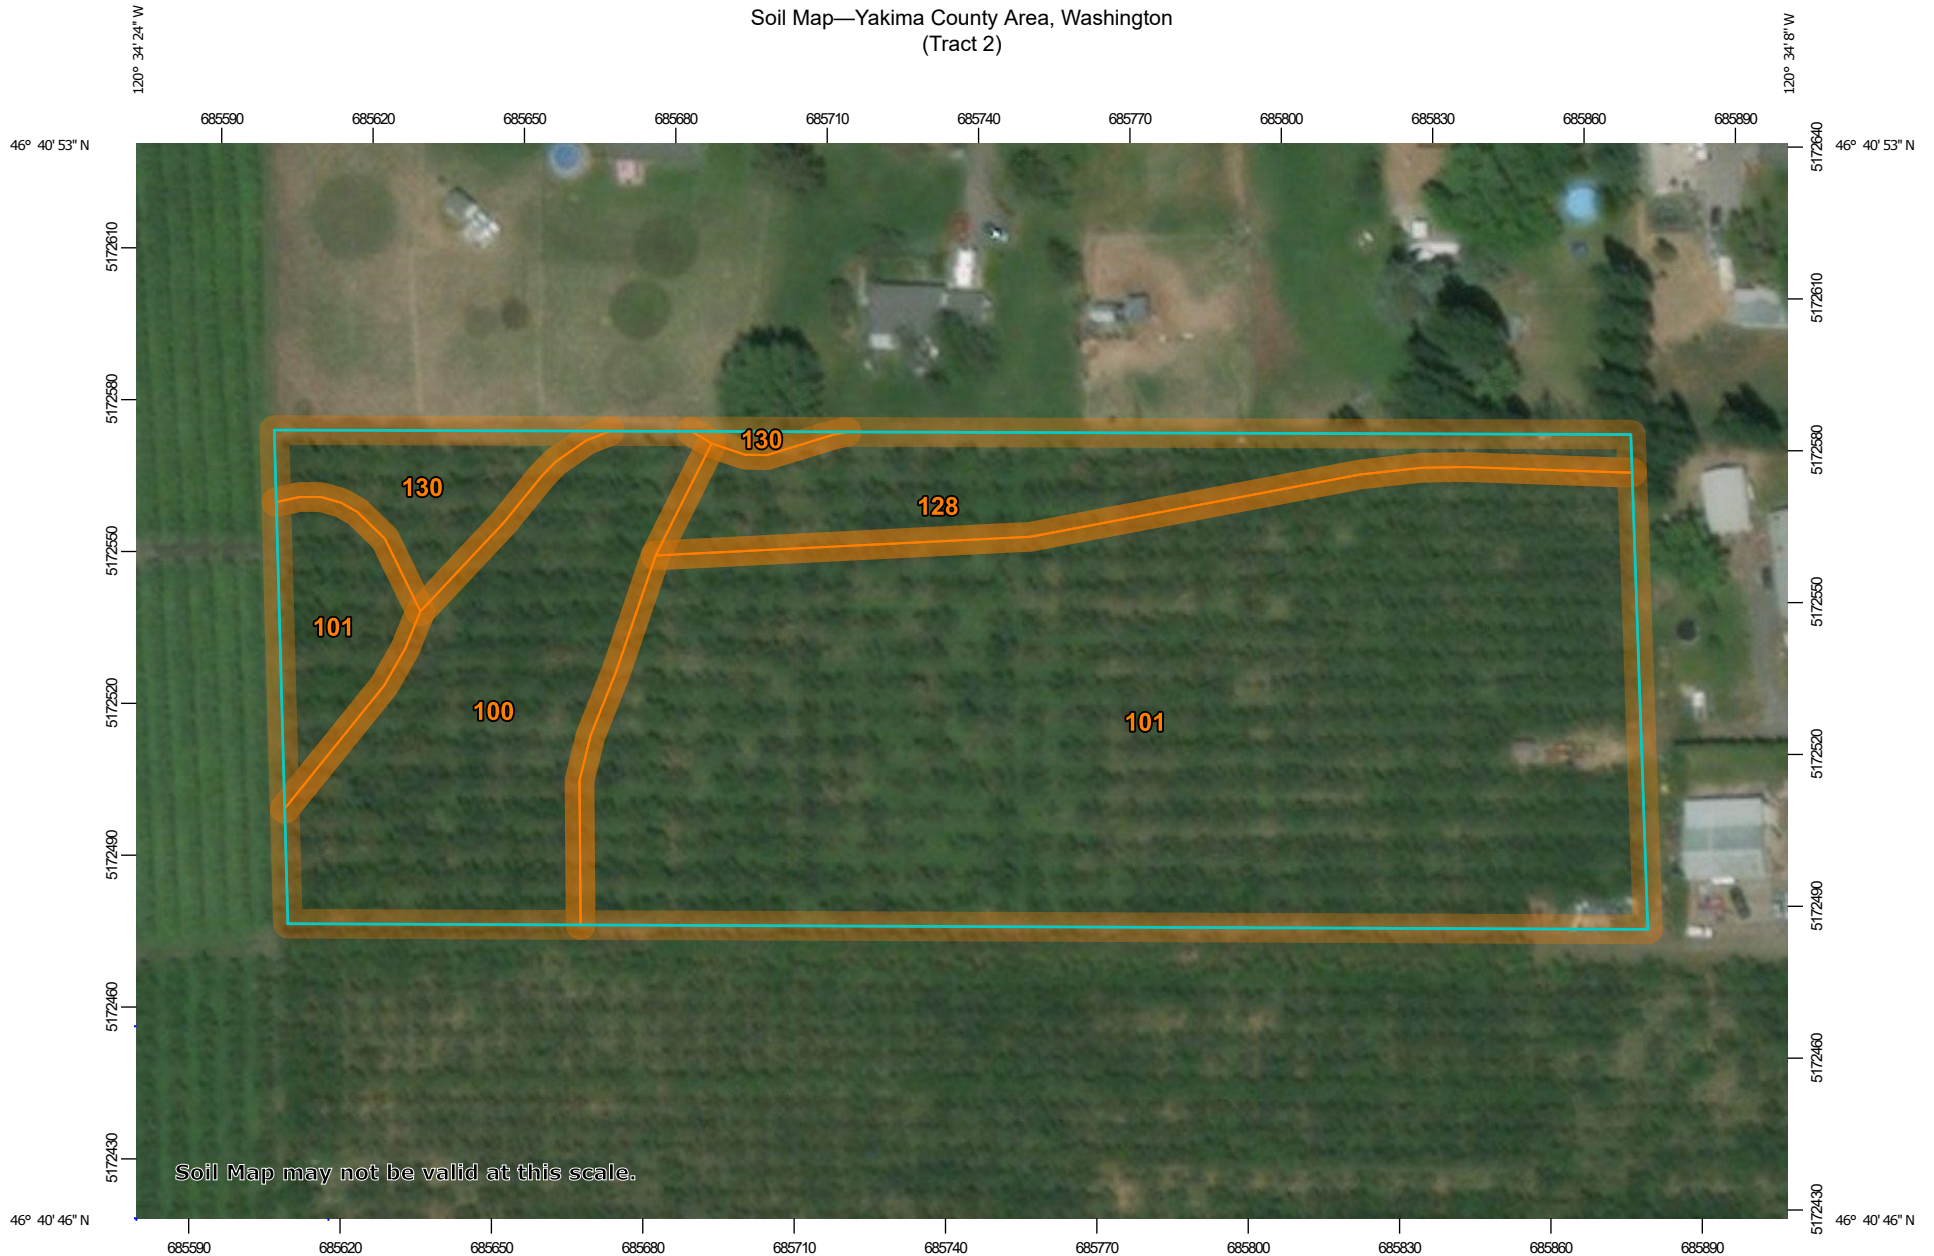 Soil Map—Yakima County Area, Washington
(Tract 2)
120° 34' 24" W
120° 34' 8" W
685590 685620 685650 685680 685710 685740 685770 685800 685830 685860 685890
46° 40' 53" N
46° 40' 53" N
5172640
5172610
5172610
5172580
5172580
130
130
128
5172550
5172550
101
100
101
5172520
5172520
5172490
5172490
5172460
5172460
5172430
5172430
Soil Map may not be valid at this scale.
46° 40' 46" N
46° 40' 46" N
685590 685620 685650 685680 685710 685740 685770 685800 685830 685860 685890